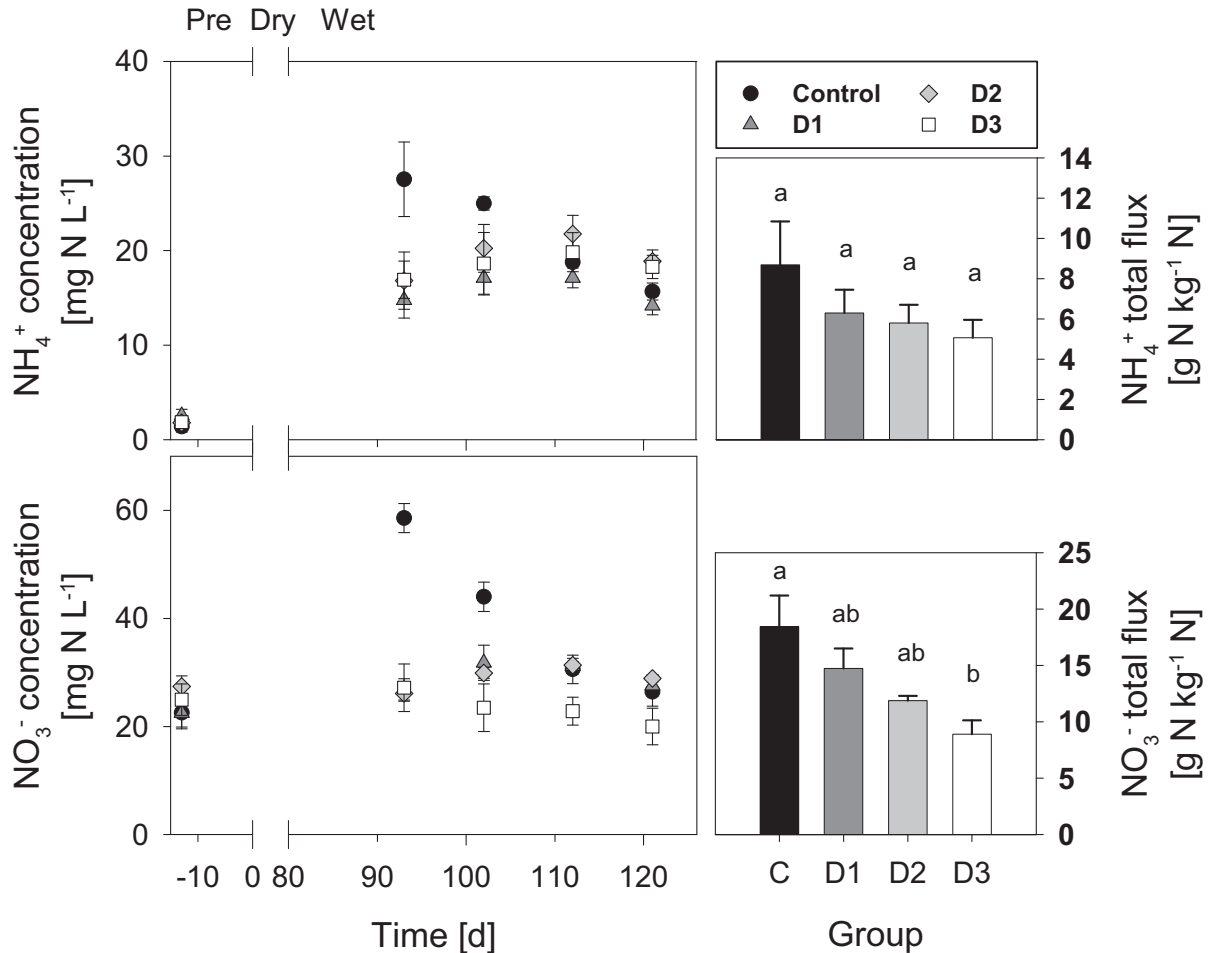 Pre Dry Wet
NH₄⁺ concentration
[mg N L⁻¹]
40
30
20
10
0
Control
D1
D2
D3
a
a
a
a
14
12
10
8
6
4
2
0
NH₄⁺ total flux
[g N kg⁻¹ N]
NO₃⁻ concentration
[mg N L⁻¹]
60
40
20
0
-10 0 80 90 100 110 120
Time [d]
a
ab
ab
b
25
20
15
10
5
0
NO₃⁻ total flux
[g N kg⁻¹ N]
C D1 D2 D3
Group